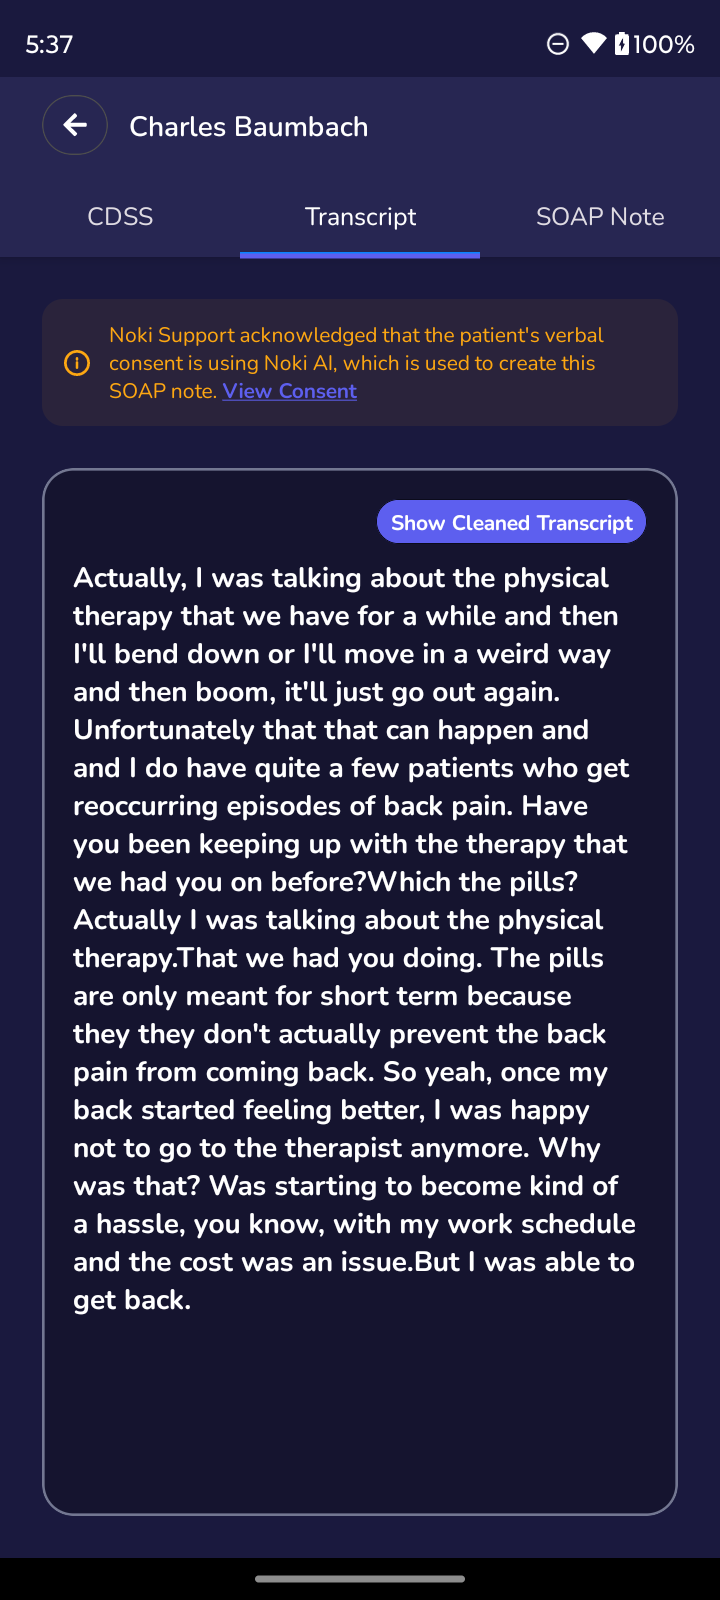 5:37
100%
Charles Baumbach
CDSS
Transcript
SOAP Note
Noki Support acknowledged that the patient's verbal
consent is using Noki AI, which is used to create this
SOAP note. View Consent
Show Cleaned Transcript
Actually, I was talking about the physical
therapy that we have for a while and then
I'll bend down or I'll move in a weird way
and then boom, it'll just go out again.
Unfortunately that that can happen and
and I do have quite a few patients who get
reoccurring episodes of back pain. Have
you been keeping up with the therapy that
we had you on before?Which the pills?
Actually I was talking about the physical
therapy.That we had you doing. The pills
are only meant for short term because
they they don't actually prevent the back
pain from coming back. So yeah, once my
back started feeling better, I was happy
not to go to the therapist anymore. Why
was that? Was starting to become kind of
a hassle, you know, with my work schedule
and the cost was an issue.But I was able to
get back.